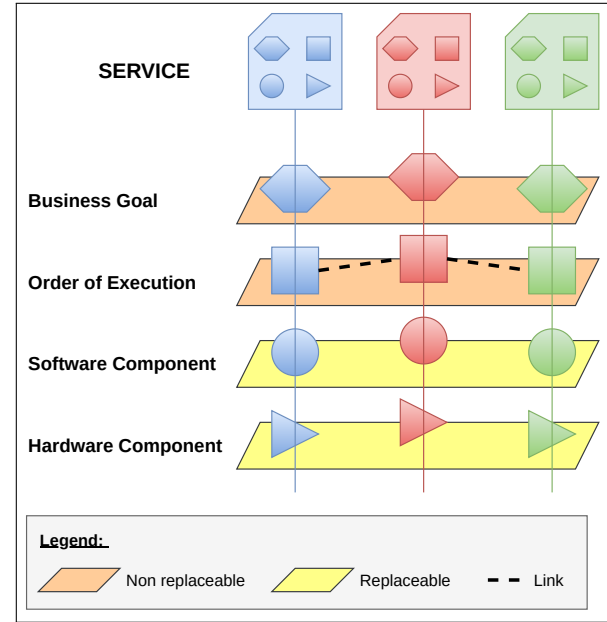 SERVICE
Business Goal
Order of Execution
Software Component
Hardware Component
Legend:
Non replaceable
Replaceable
Link